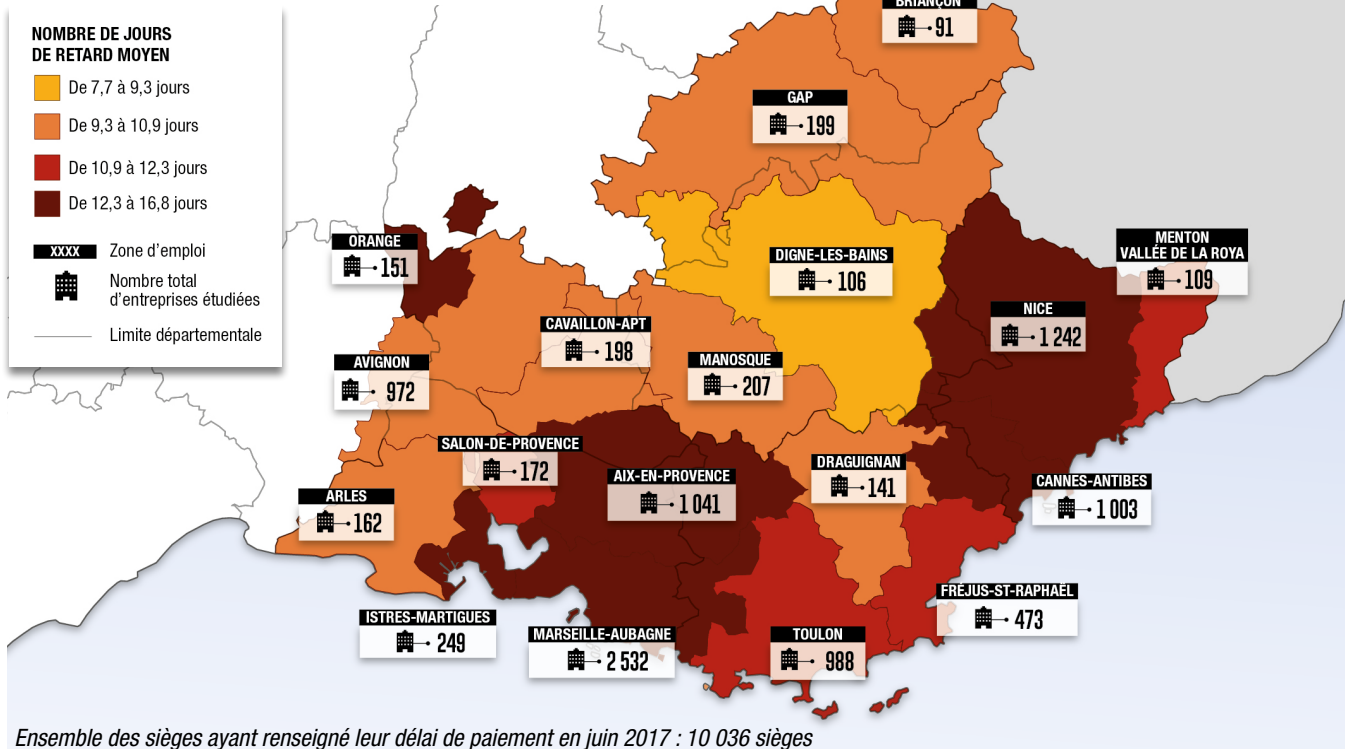 NOMBRE DE JOURS
DE RETARD MOYEN
De 7,7 à 9,3 jours
De 9,3 à 10,9 jours
De 10,9 à 12,3 jours
De 12,3 à 16,8 jours
XXXX Zone d'emploi
Nombre total
d'entreprises étudiées
Limite départementale
BRIANÇON
91
GAP
199
ORANGE
151
DIGNE-LES-BAINS
106
MENTON
VALLÉE DE LA ROYA
109
NICE
1 242
CAVAILLON-APT
198
AVIGNON
972
MANOSQUE
207
SALON-DE-PROVENCE
172
AIX-EN-PROVENCE
1 041
DRAGUIGNAN
141
CANNES-ANTIBES
1 003
ARLES
162
FRÉJUS-ST-RAPHAËL
473
ISTRES-MARTIGUES
249
MARSEILLE-AUBAGNE
2 532
TOULON
988
Ensemble des sièges ayant renseigné leur délai de paiement en juin 2017 : 10 036 sièges